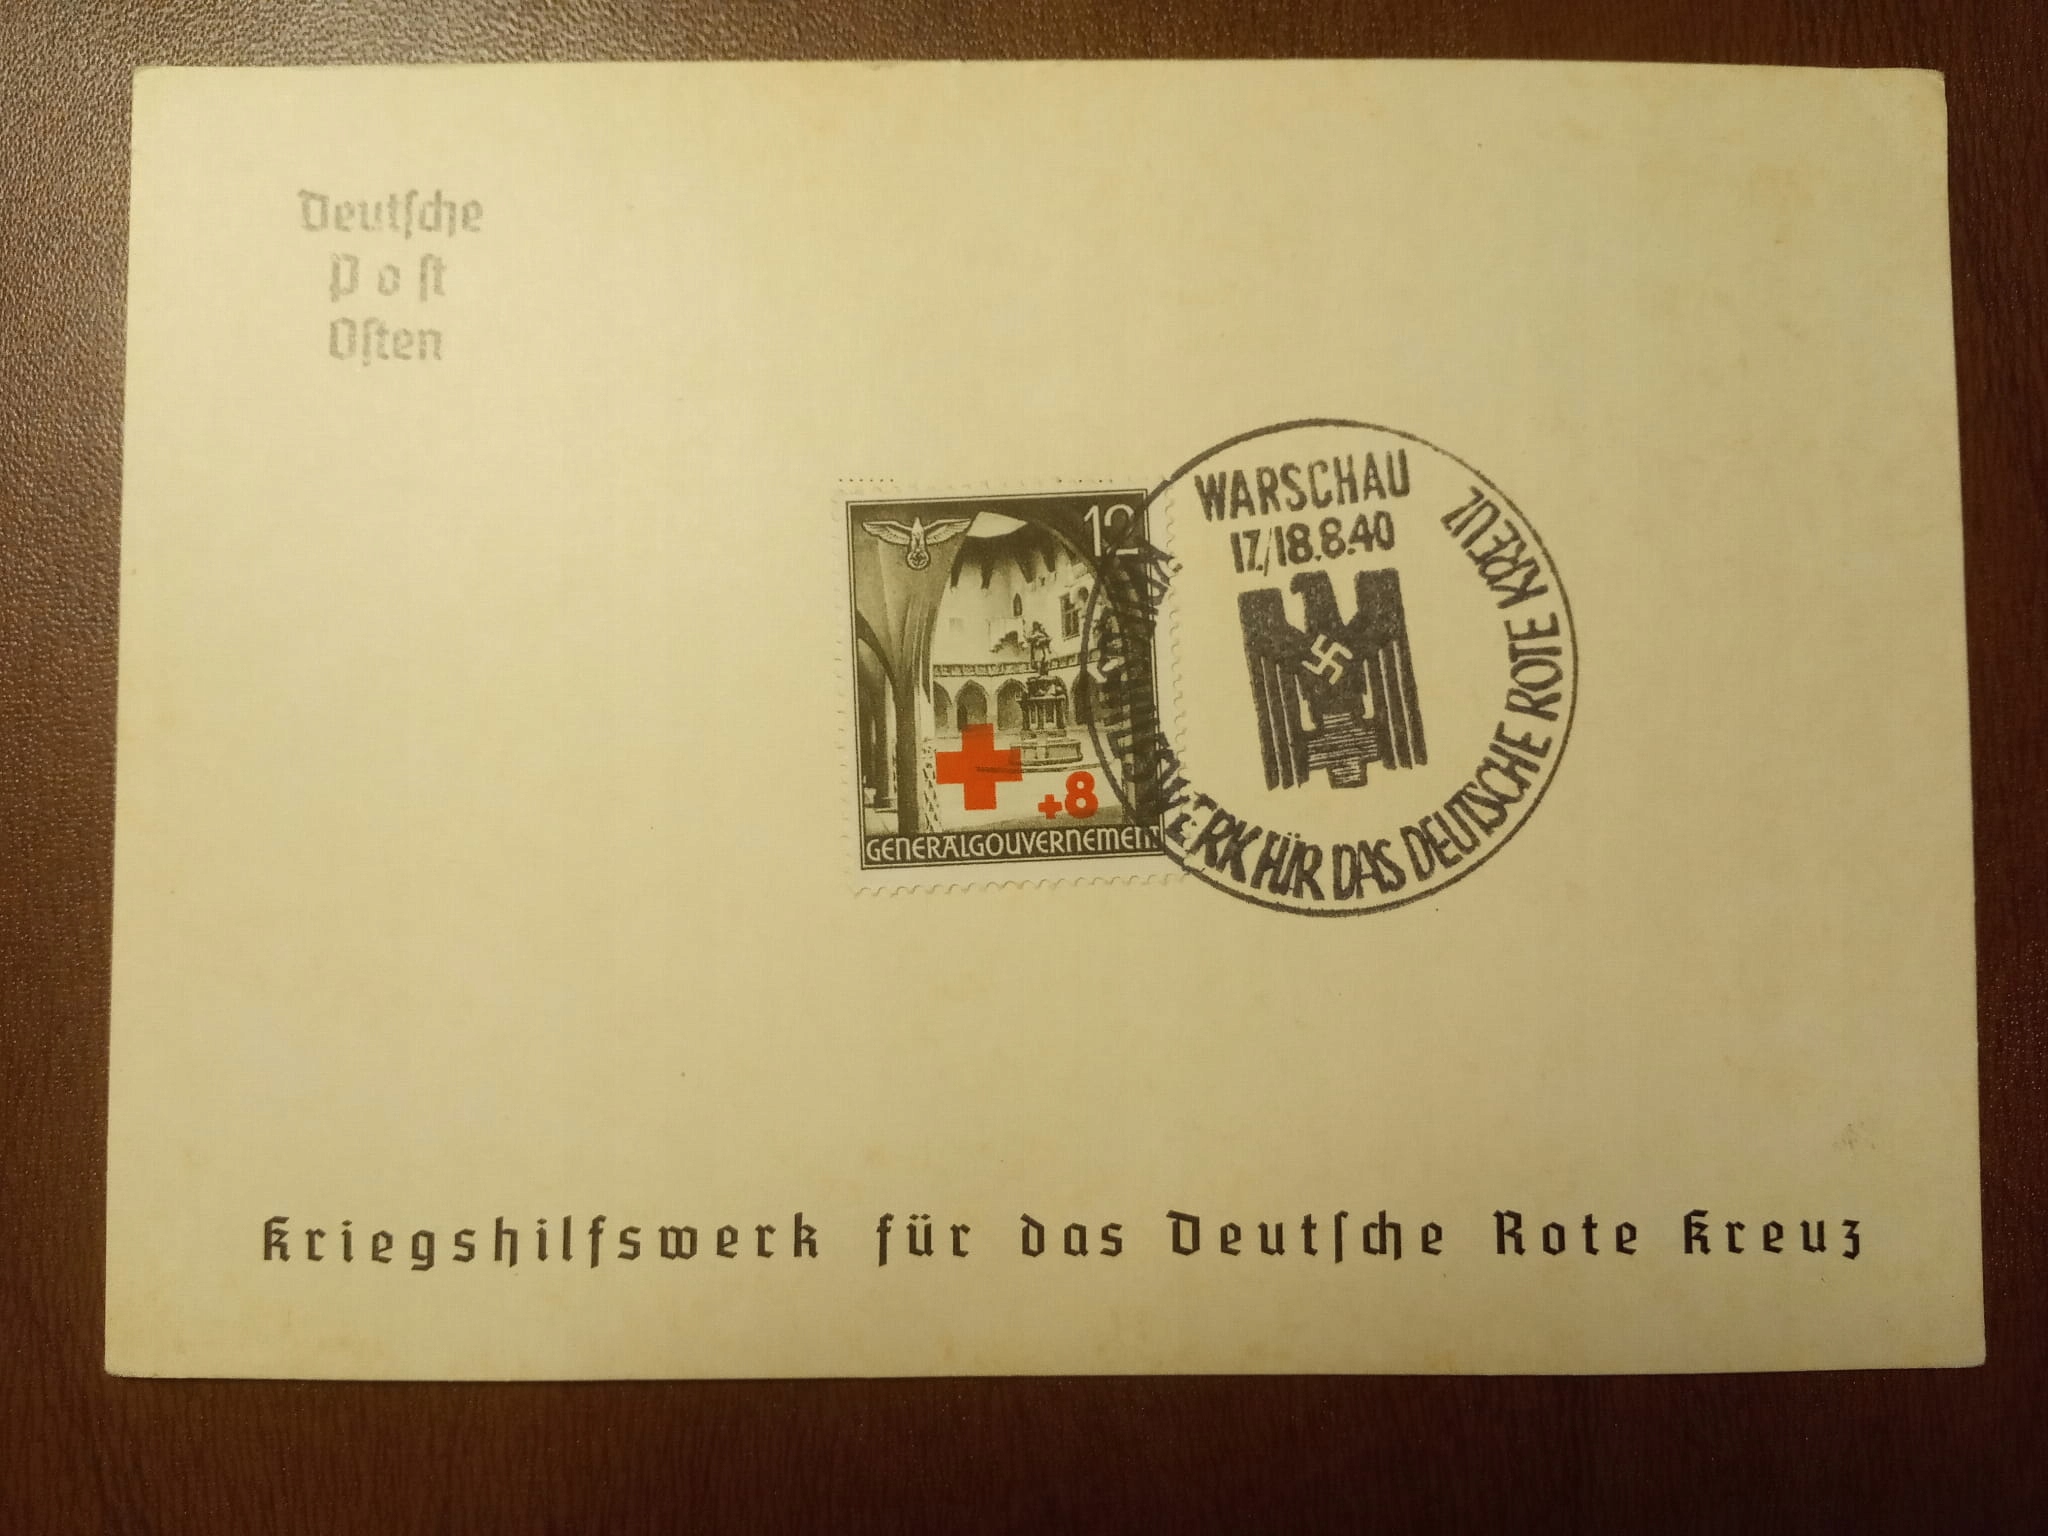 Deutſche
Poſt
Oſten
12
+8
GENERALGOUVERNEMENT
WARSCHAU
17./18.8.40
KRIEGSHILFSWERK FÜR DAS DEUTSCHE ROTE KREUZ
Kriegshilfswerk für das Deutſche Rote Kreuz